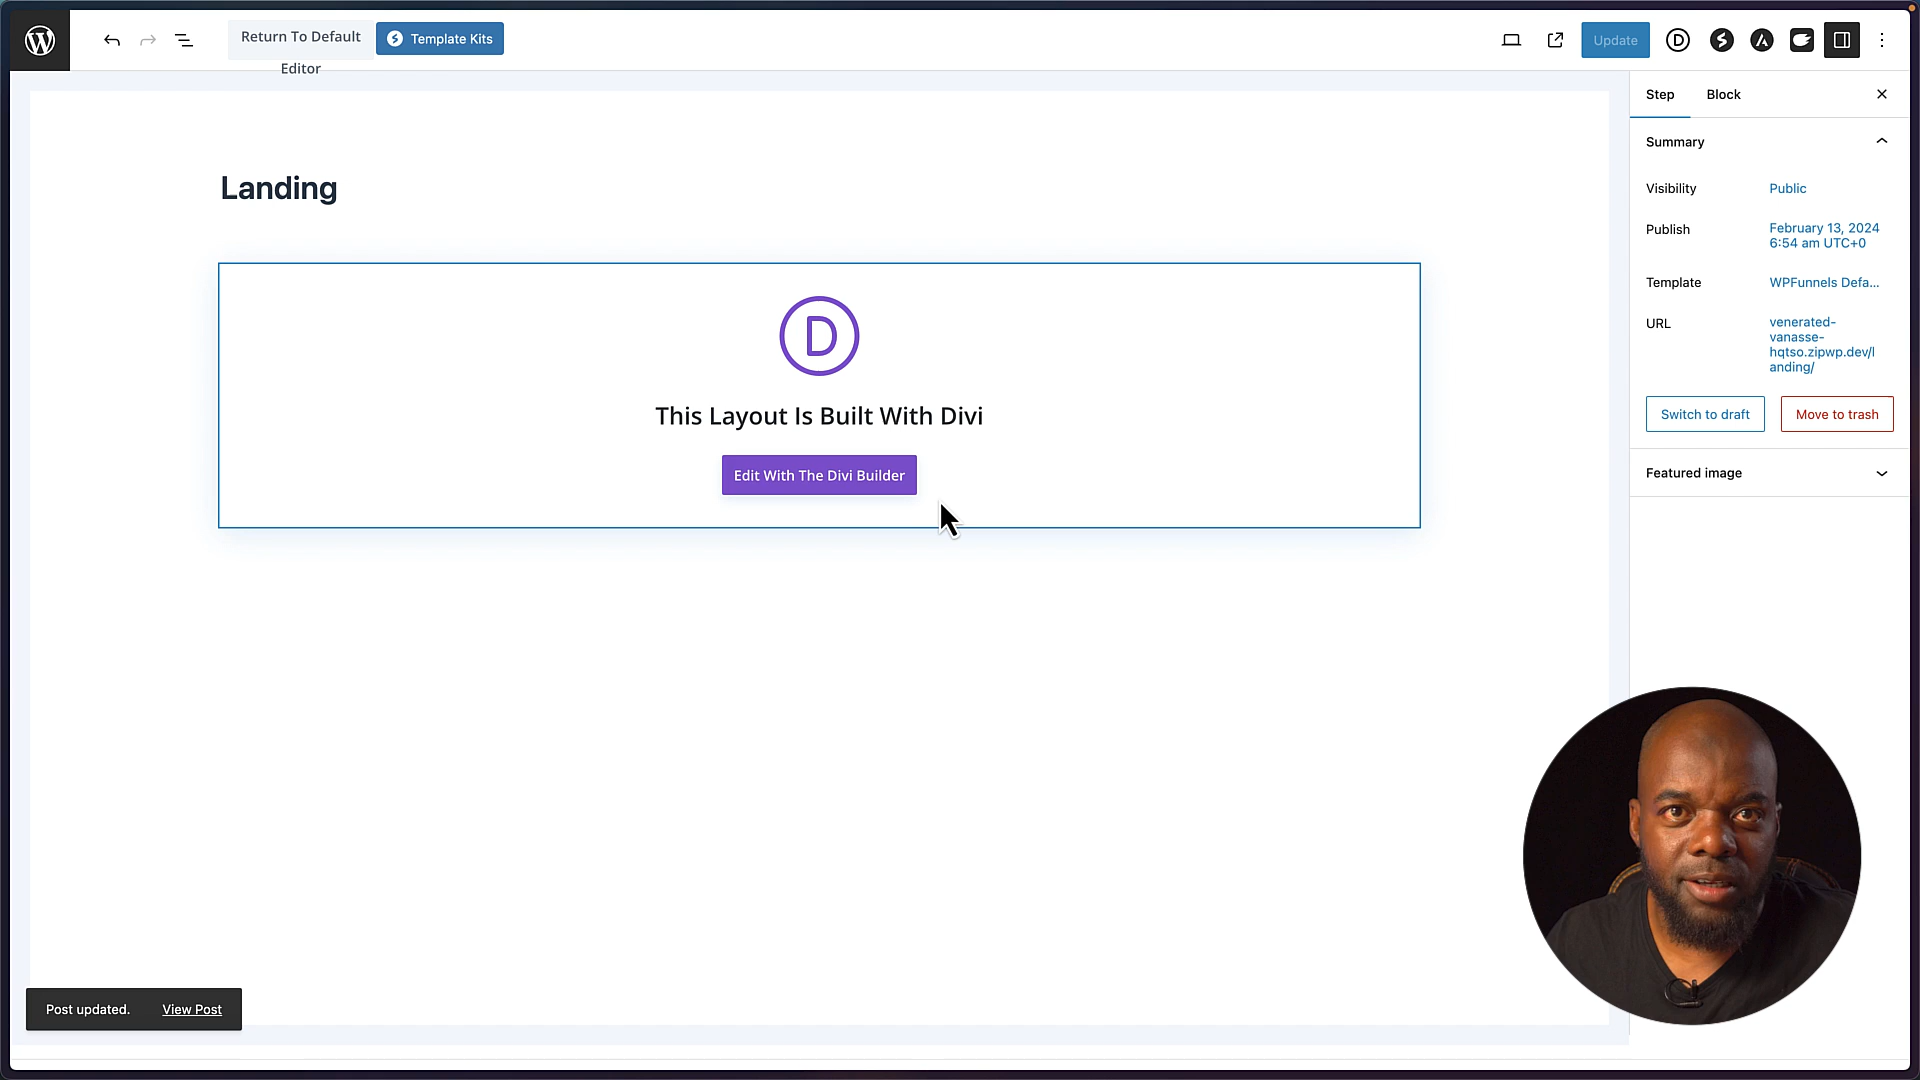 Return To Default
Editor
Template Kits
Update
Step
Block
Summary
Visibility
Public
Publish
February 13, 2024
6:54 am UTC+0
Template
WPFunnels Defa...
URL
venerated-
vanasse-
hqtso.zipwp.dev/l
anding/
Switch to draft
Move to trash
Featured image
Landing
D
This Layout Is Built With Divi
Edit With The Divi Builder
Post updated.
View Post